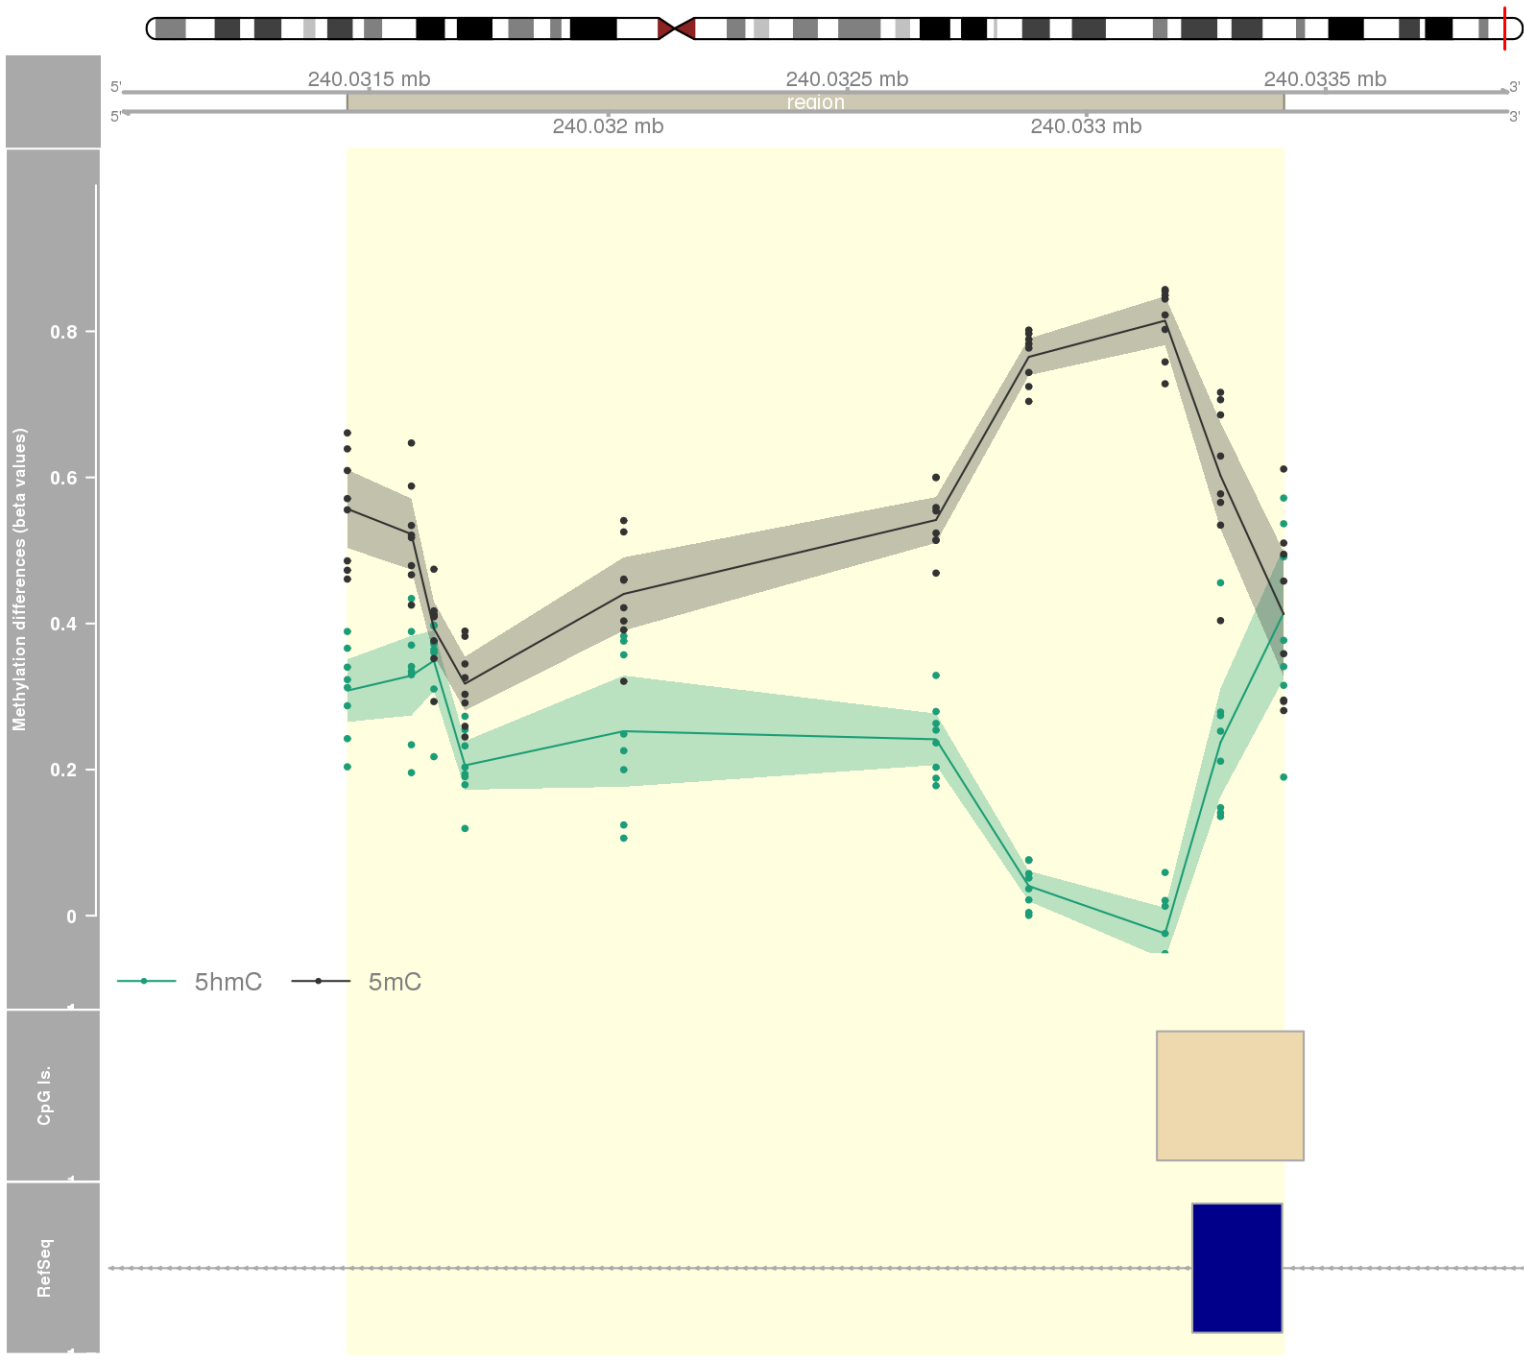 240.0315 mb
240.0325 mb
240.0335 mb
5'
3'
region
5'
3'
240.032 mb
240.033 mb
Methylation differences (beta values)
0.8
0.6
0.4
0.2
0
5hmC
5mC
CpG Is.
RefSeq